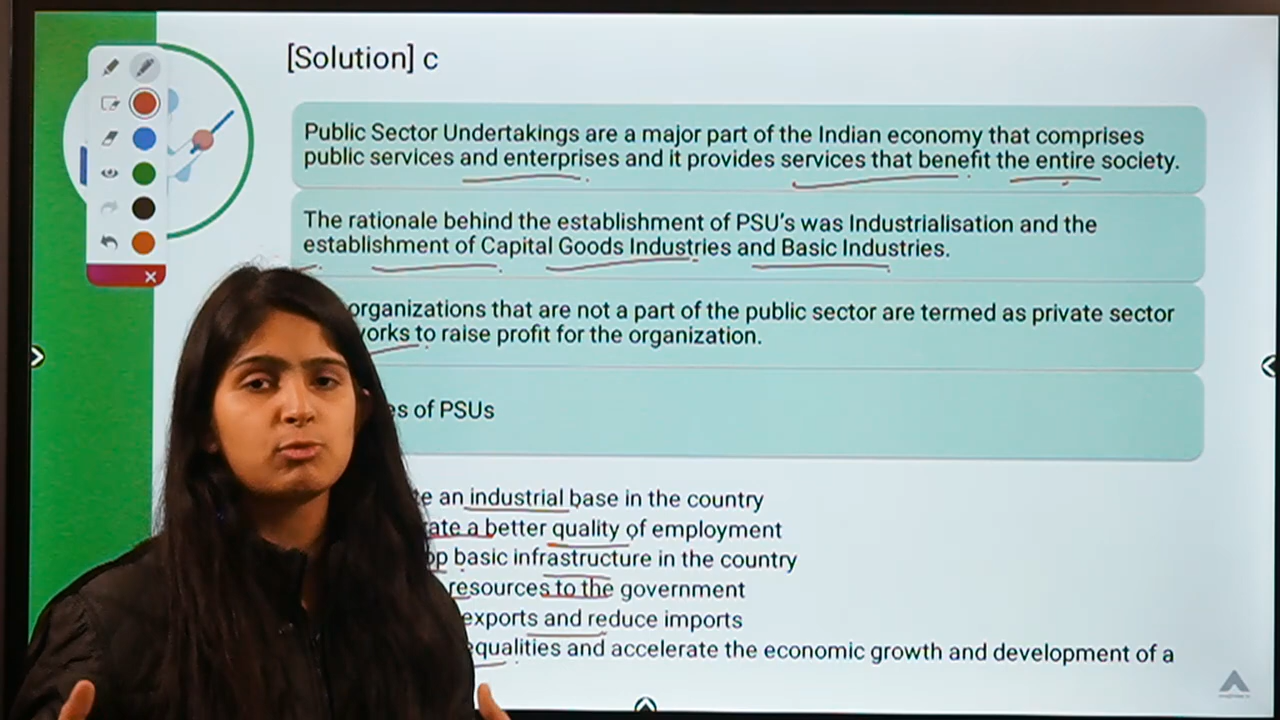 [Solution] c
Public Sector Undertakings are a major part of the Indian economy that comprises
public services and enterprises and it provides services that benefit the entire society.
The rationale behind the establishment of PSU's was Industrialisation and the
establishment of Capital Goods Industries and Basic Industries.
organizations that are not a part of the public sector are termed as private sector
to raise profit for the organization.
of PSUs
an industrial base in the country
a better quality of employment
basic infrastructure in the country
resources to the government
exports and reduce imports
and accelerate the economic growth and development of a